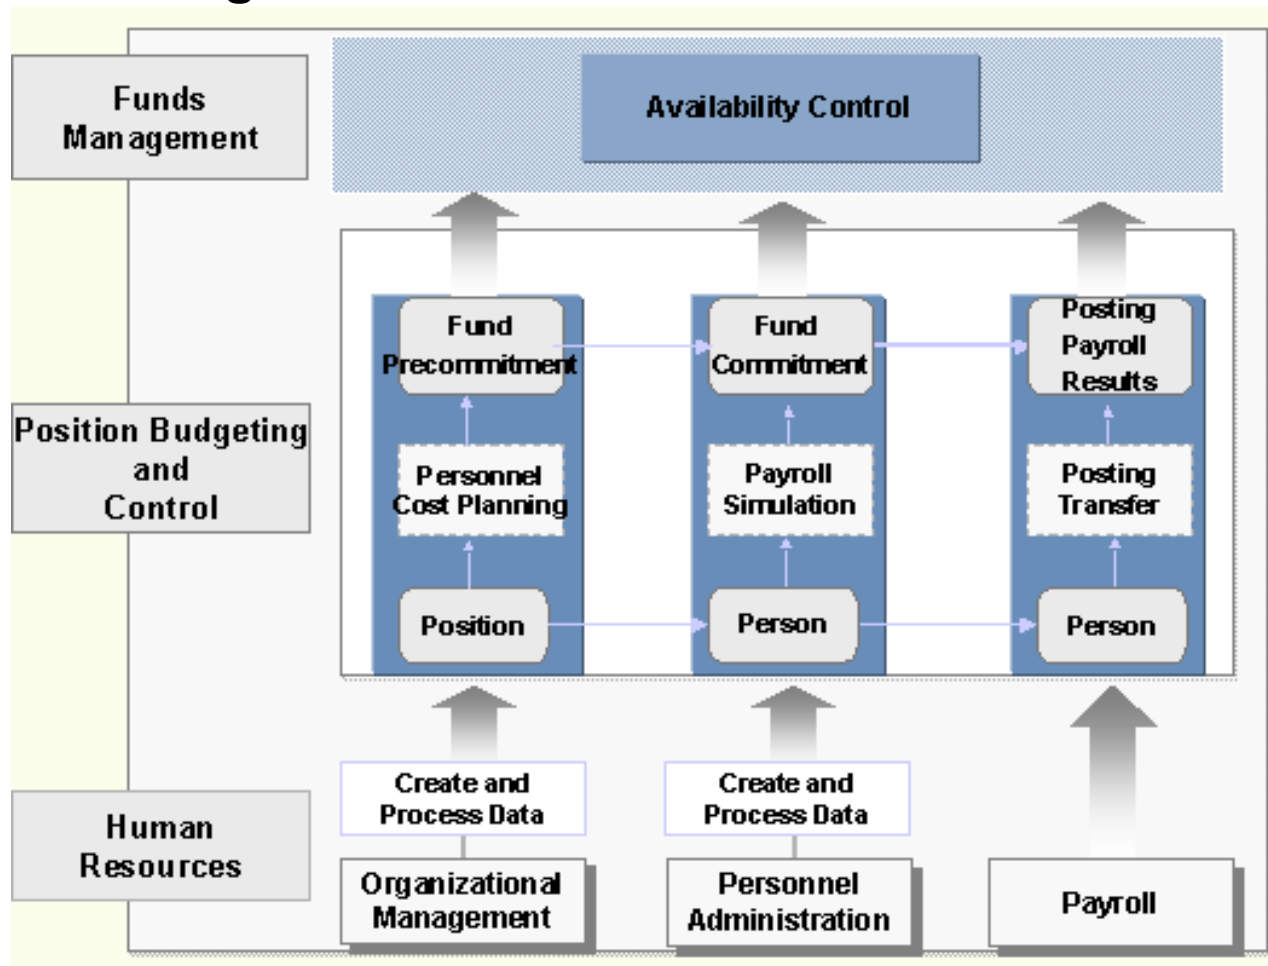 Funds
Management
Availability Control
Fund
Precommitment
Fund
Commitment
Posting
Payroll
Results
Position Budgeting
and
Control
Personnel
Cost Planning
Payroll
Simulation
Posting
Transfer
Position
Person
Person
Create and
Process Data
Create and
Process Data
Human
Resources
Organizational
Management
Personnel
Administration
Payroll